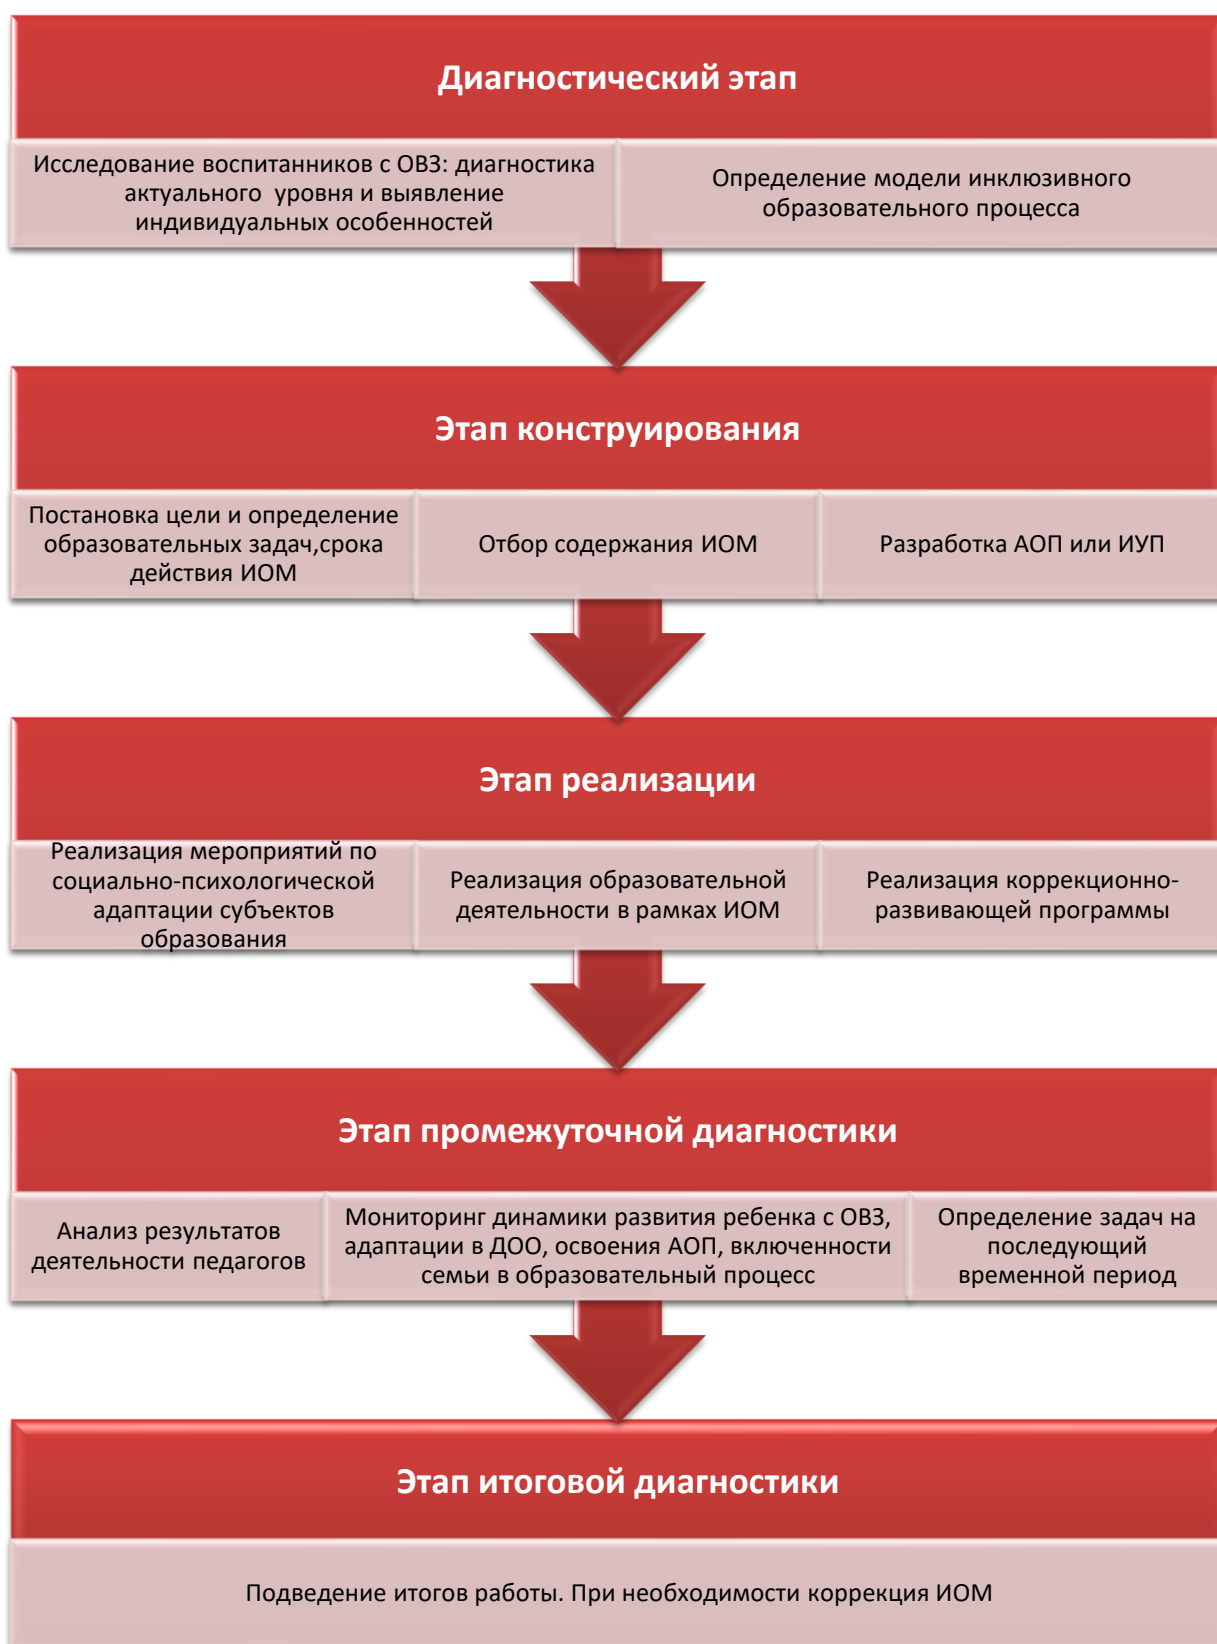 Диагностический этап
Исследование воспитанников с ОВЗ: диагностика
актуального уровня и выявление
индивидуальных особенностей
Определение модели инклюзивного
образовательного процесса
Этап конструирования
Постановка цели и определение
образовательных задач,срока
действия ИОМ
Отбор содержания ИОМ
Разработка АОП или ИУП
Этап реализации
Реализация мероприятий по
социально-психологической
адаптации субъектов
образования
Реализация образовательной
деятельности в рамках ИОМ
Реализация коррекционно-
развивающей программы
Этап промежуточной диагностики
Анализ результатов
деятельности педагогов
Мониторинг динамики развития ребенка с ОВЗ,
адаптации в ДОО, освоения АОП, включенности
семьи в образовательный процесс
Определение задач на
последующий
временной период
Этап итоговой диагностики
Подведение итогов работы. При необходимости коррекция ИОМ